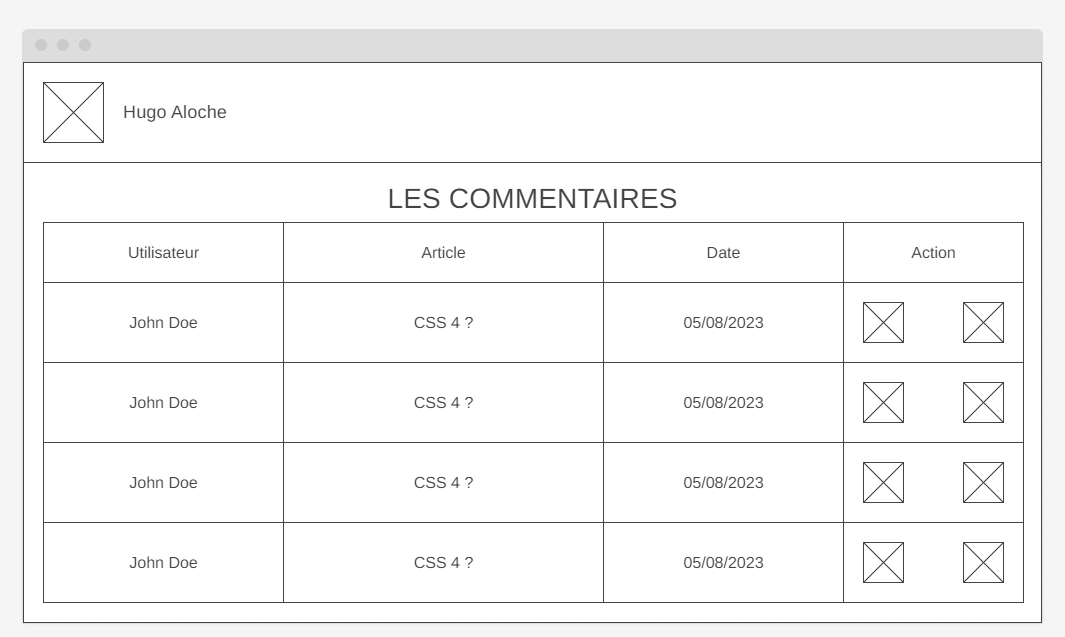 Hugo Aloche
LES COMMENTAIRES
Utilisateur Article Date Action
John Doe CSS 4 ? 05/08/2023
John Doe CSS 4 ? 05/08/2023
John Doe CSS 4 ? 05/08/2023
John Doe CSS 4 ? 05/08/2023